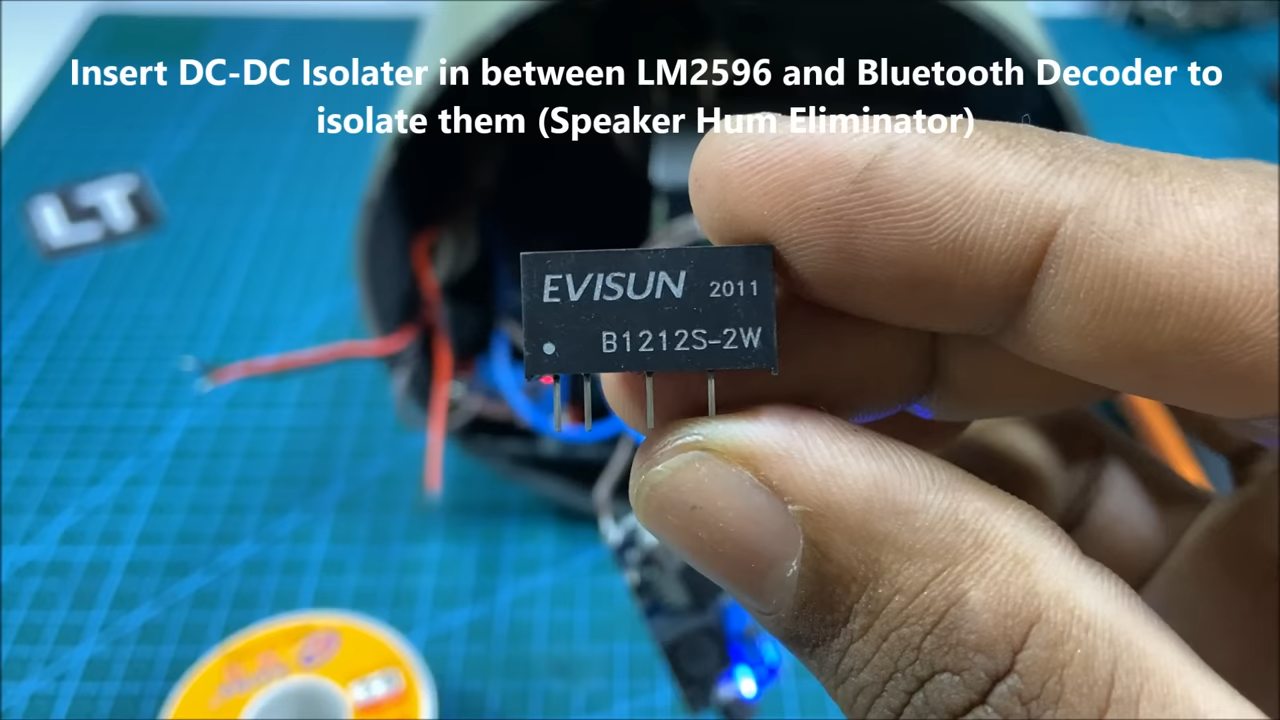 Insert DC-DC Isolater in between LM2596 and Bluetooth Decoder to
isolate them (Speaker Hum Eliminator)
LT
EVISUN 2011
B1212S-2W